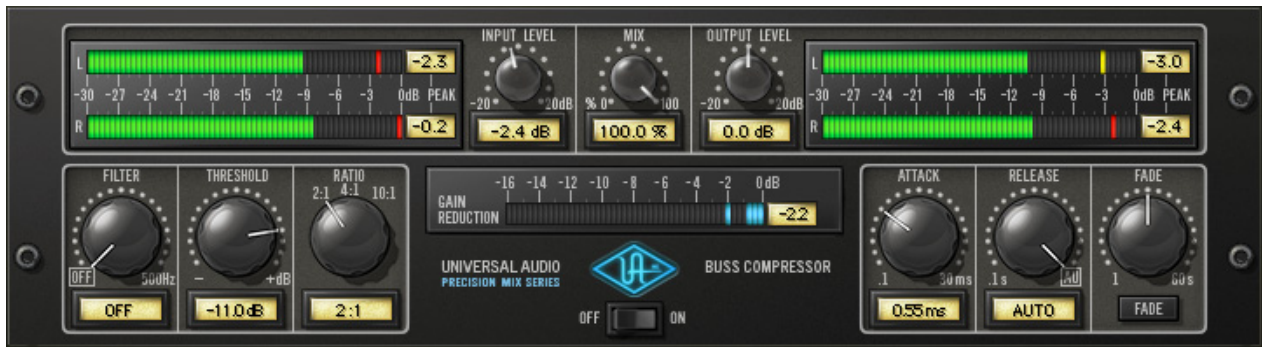 INPUT LEVEL
MIX
OUTPUT LEVEL
L
-2.3
-30 -27 -24 -21 -18 -15 -12 -9 -6 -3 0dB PEAK
R
-0.2
-20 20dB
% 0 100
-20 20dB
-2.4 dB
100.0 %
0.0 dB
L
-3.0
-30 -27 -24 -21 -18 -15 -12 -9 -6 -3 0dB PEAK
R
-2.4
FILTER
THRESHOLD
RATIO
2:1 4:1 10:1
OFF 500Hz
- +dB
OFF
-11.0dB
2:1
-16 -14 -12 -10 -8 -6 -4 -2 0dB
GAIN
REDUCTION
-2.2
UNIVERSAL AUDIO
PRECISION MIX SERIES
UA
BUSS COMPRESSOR
OFF ON
ATTACK
RELEASE
FADE
.1 30ms
.1s AU
1 60s
0.55ms
AUTO
FADE